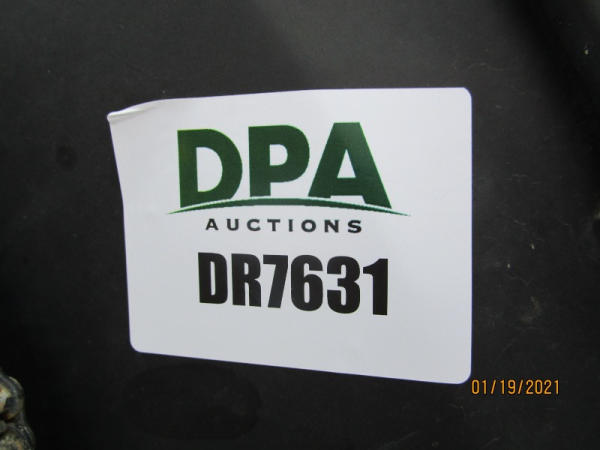 DPA
AUCTIONS
DR7631
01/19/2021